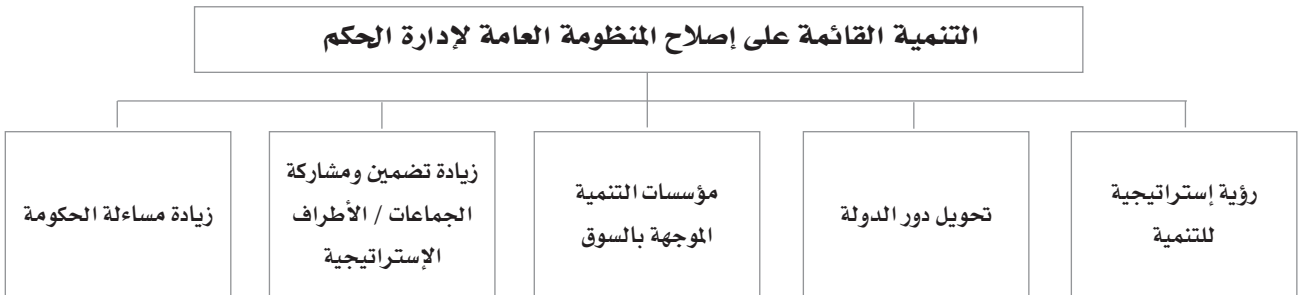 التنمية القائمة على إصلاح المنظومة العامة لإدارة الحكم
رؤية إستراتيجية
للتنمية
تحويل دور الدولة
مؤسسات التنمية
الموجهة بالسوق
زيادة تضمين ومشاركة
الجماعات / الأطراف
الإستراتيجية
زيادة مساءلة الحكومة